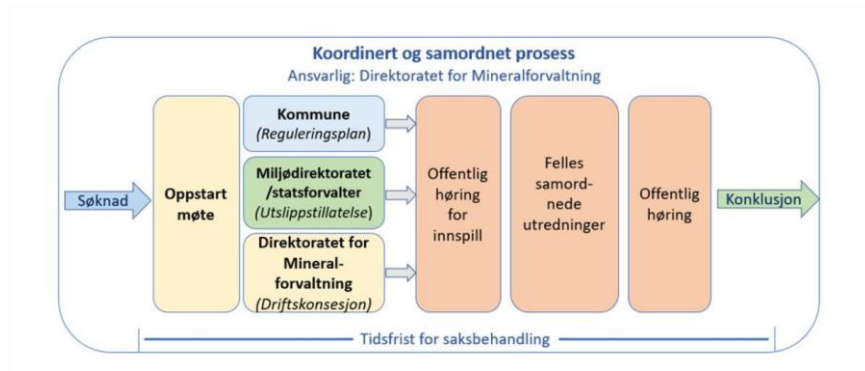 Koordinert og samordnet prosess
Ansvarlig: Direktoratet for Mineralforvaltning
Søknad
Oppstart
møte
Kommune
(Reguleringsplan)
Miljødirektoratet
/statsforvalter
(Utslippstillatelse)
Direktoratet for
Mineral-
forvaltning
(Driftskonsesjon)
Offentlig
høring
for
innspill
Felles
samord-
nede
utredninger
Offentlig
høring
Konklusjon
Tidsfrist for saksbehandling